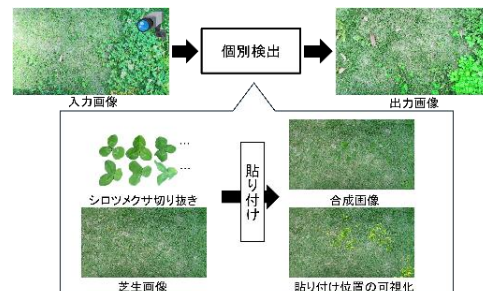 個別検出
入力画像
出力画像
…
…
貼り付け
シロツメクサ切り抜き
合成画像
芝生画像
貼り付け位置の可視化